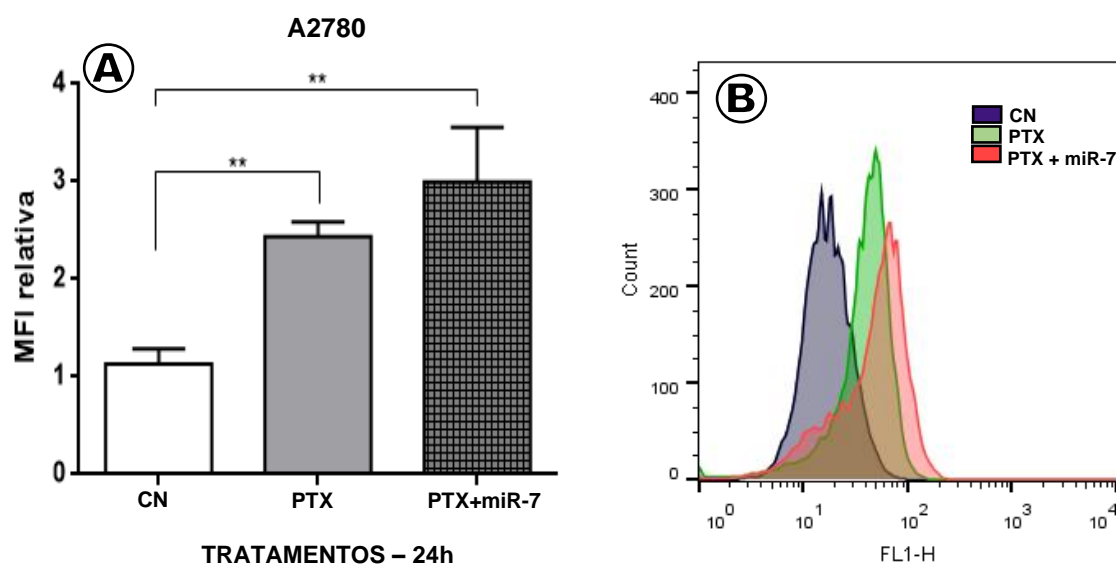 A2780
A
**
**
4
3
2
1
0
MFI relativa
CN
PTX
PTX+miR-7
TRATAMENTOS – 24h
B
CN
PTX
PTX + miR-7
400
300
200
100
0
Count
10^0
10^1
10^2
10^3
10^4
FL1-H